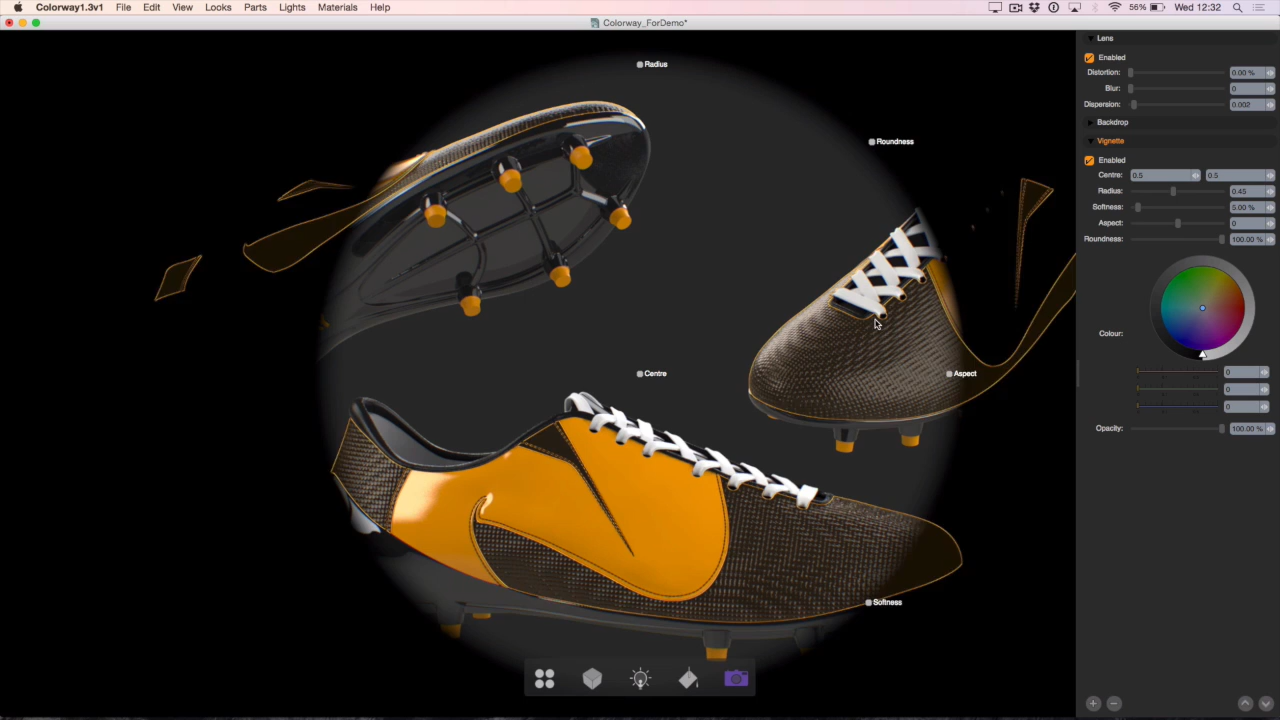 Colorway1.3v1 File Edit View Looks Parts Lights Materials Help 56% Wed 12:32
Colorway_ForDemo*
Lens
Enabled
Distortion: 0.00 %
Blur: 0
Dispersion: 0.002
Backdrop
Vignette
Enabled
Centre: 0.5 0.5
Radius: 0.45
Softness: 5.00 %
Aspect: 0
Roundness: 100.00 %
Colour:
0
0
0
Opacity: 100.00 %
Radius
Roundness
Centre
Aspect
Softness